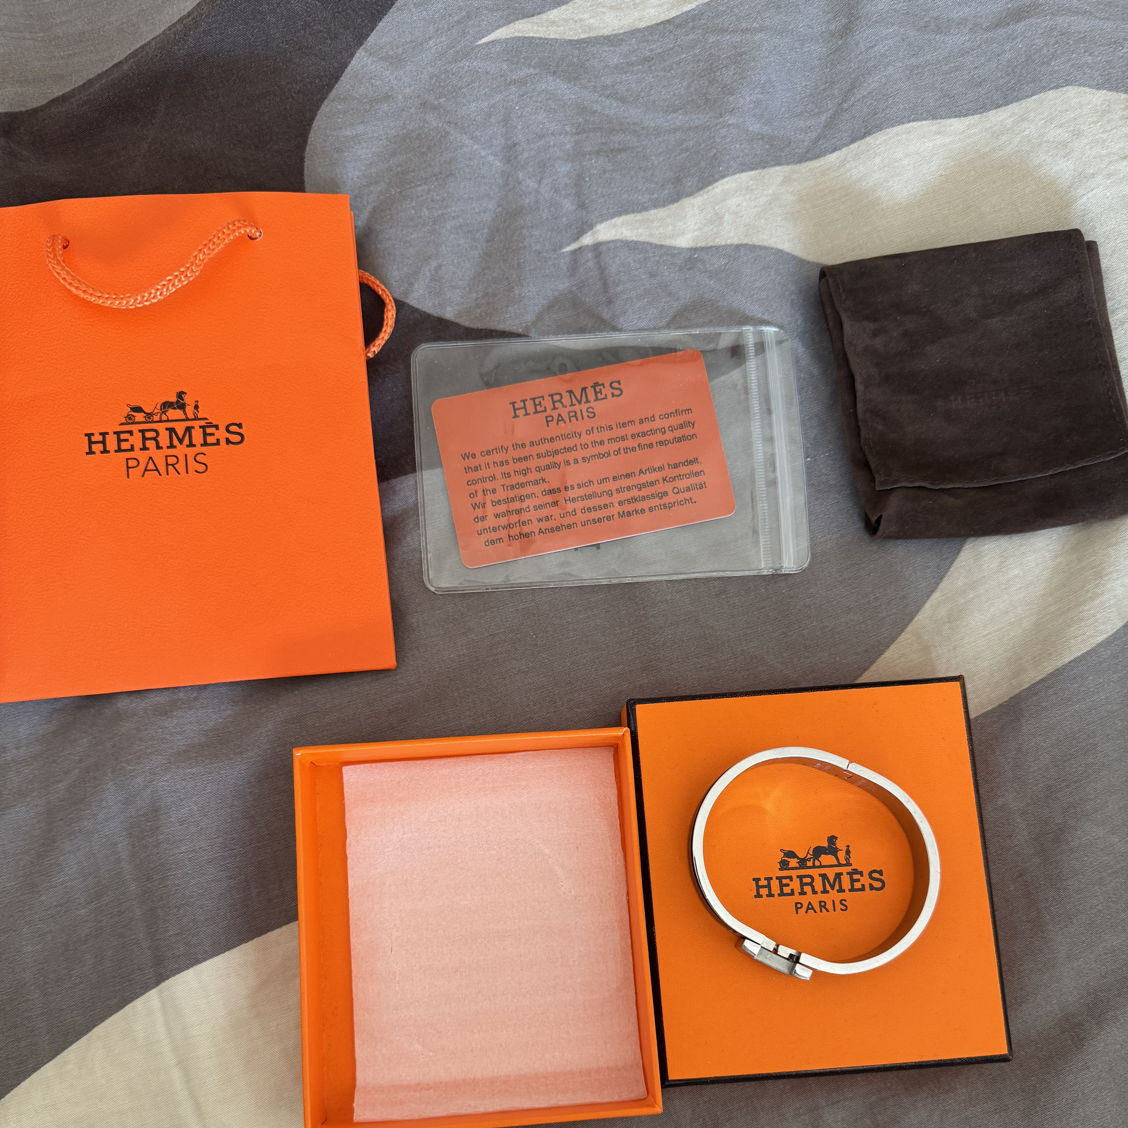 HERMÈS
PARIS
HERMÈS
PARIS
We certify the authenticity of this item and confirm
that it has been subjected to the most exacting quality
control. Its high quality is a symbol of the fine reputation
of the Trademark.
Wir bestatigen, dass es sich um einen Artikel handelt,
der wahrend seiner Herstellung strengsten Kontrollen
unterworfen war, und dessen erstklassige Qualität
dem hohen Ansehen unserer Marke entspricht.
HERMÈS
PARIS